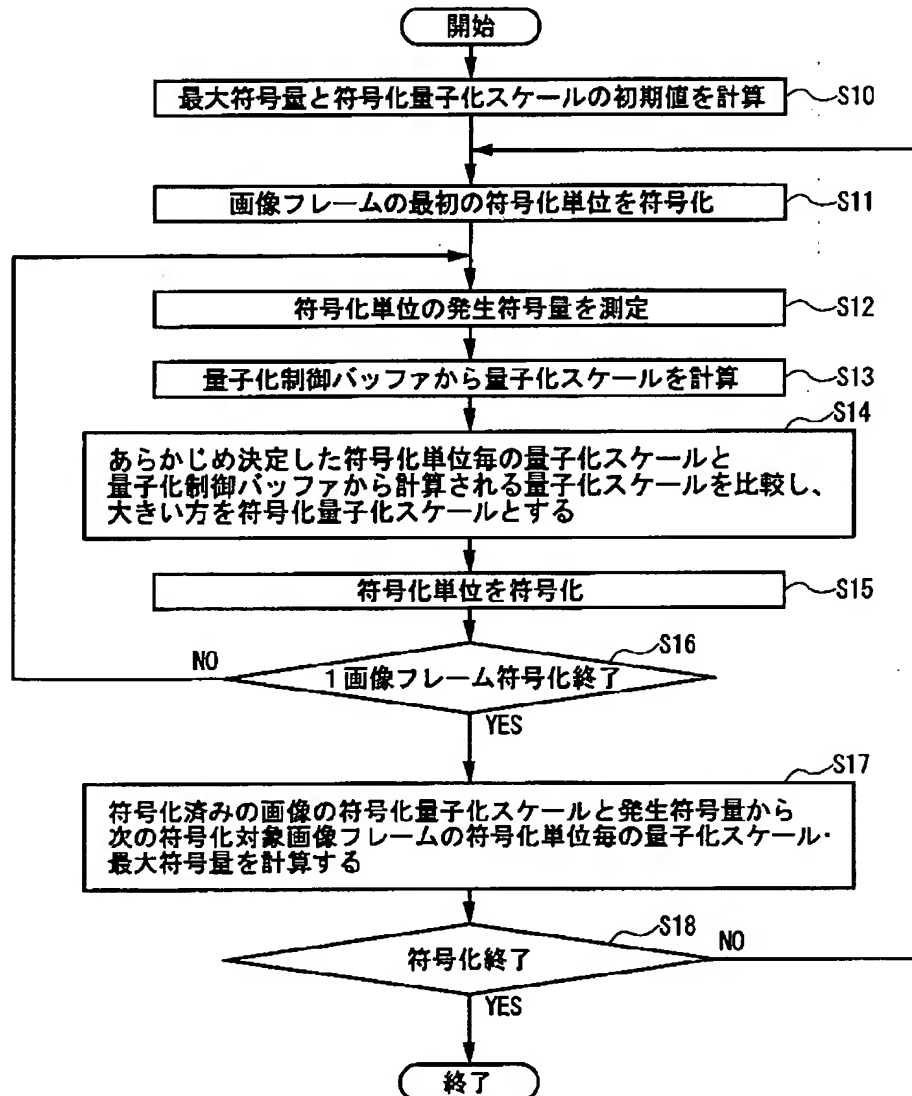 開始
最大符号量と符号化量子化スケールの初期値を計算
S10
画像フレームの最初の符号化単位を符号化
S11
符号化単位の発生符号量を測定
S12
量子化制御バッファから量子化スケールを計算
S13
S14
あらかじめ決定した符号化単位毎の量子化スケールと
量子化制御バッファから計算される量子化スケールを比較し、
大きい方を符号化量子化スケールとする
符号化単位を符号化
S15
S16
NO
1画像フレーム符号化終了
YES
S17
符号化済みの画像の符号化量子化スケールと発生符号量から
次の符号化対象画像フレームの符号化単位毎の量子化スケール・
最大符号量を計算する
S18
NO
符号化終了
YES
終了